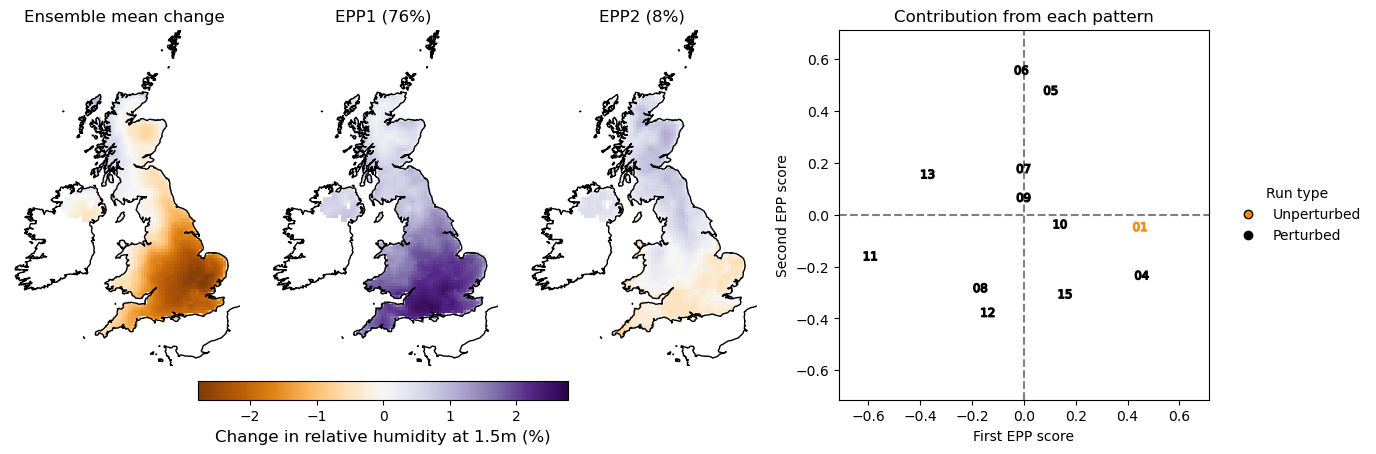 Ensemble mean change
EPP1 (76%)
EPP2 (8%)
−2 −1 0 1 2
Change in relative humidity at 1.5m (%)
Contribution from each pattern
Second EPP score
0.6
0.4
0.2
0.0
−0.2
−0.4
−0.6
06
05
07
13
09
10
01
11
04
08
15
12
−0.6 −0.4 −0.2 0.0 0.2 0.4 0.6
First EPP score
Run type
Unperturbed
Perturbed